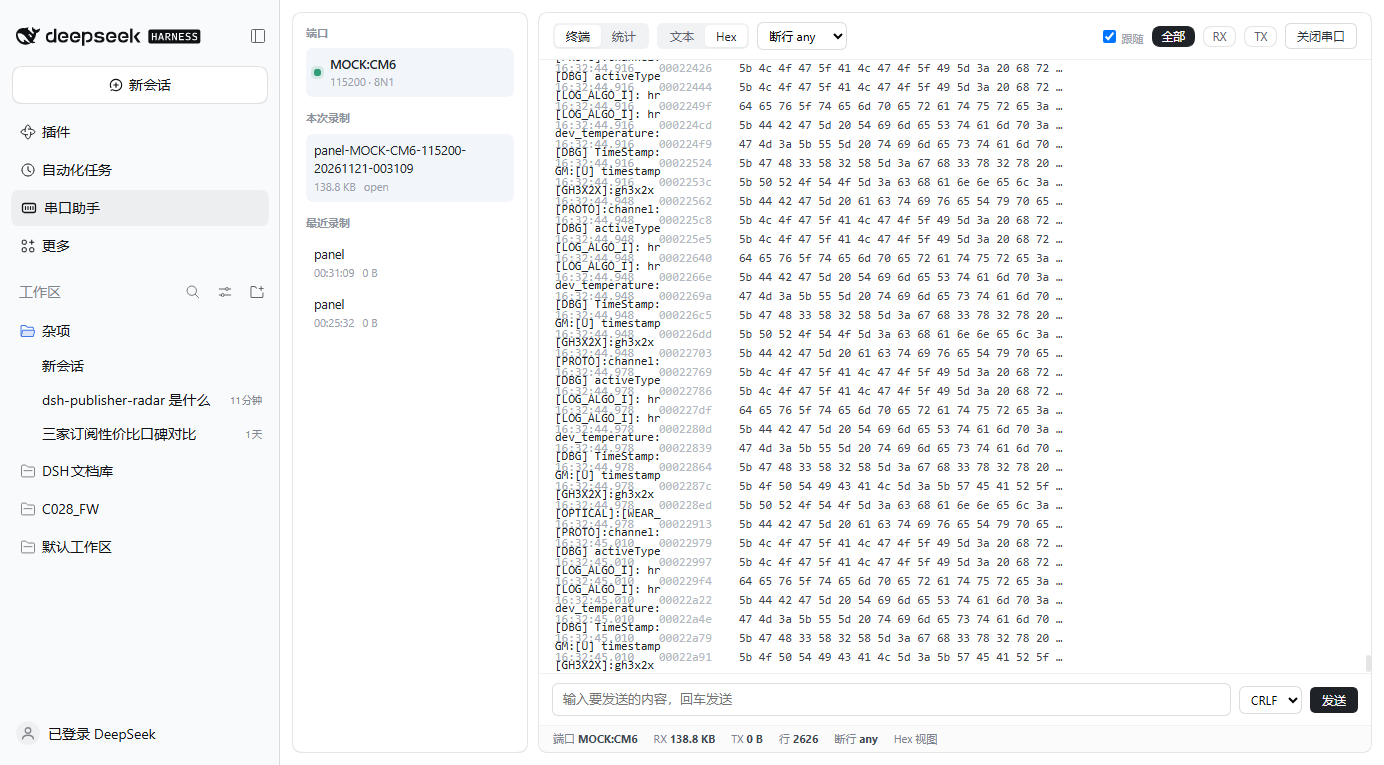 deepseek HARNESS
新会话
插件
自动化任务
串口助手
更多
工作区
杂项
新会话
dsh-publisher-radar 是什么 11分钟
三家订阅性价比口碑对比 1天
DSH 文档库
C028_FW
默认工作区
已登录 DeepSeek
端口
MOCK:CM6
115200 · 8N1
本次录制
panel-MOCK-CM6-115200-
20261121-003109
138.8 KB open
最近录制
panel
00:31:09 0 B
panel
00:25:32 0 B
终端 统计 文本 Hex 断行 any 跟随 全部 RX TX 关闭串口
16:32:44.916 00022426 5b 4c 4f 47 5f 41 4c 47 4f 5f 49 5d 3a 20 68 72 …
[DBG] activeType
16:32:44.916 00022444 5b 4c 4f 47 5f 41 4c 47 4f 5f 49 5d 3a 20 68 72 …
[LOG_ALGO_I]: hr
16:32:44.916 0002249f 64 65 76 5f 74 65 6d 70 65 72 61 74 75 72 65 3a …
[LOG_ALGO_I]: hr
16:32:44.916 000224cd 5b 44 42 47 5d 20 54 69 6d 65 53 74 61 6d 70 3a …
dev_temperature:
16:32:44.916 000224f9 47 4d 3a 5b 55 5d 20 74 69 6d 65 73 74 61 6d 70 …
[DBG] TimeStamp:
16:32:44.916 00022524 5b 47 48 33 58 32 58 5d 3a 67 68 33 78 32 78 20 …
GM:[U] timestamp
16:32:44.916 0002253c 5b 50 52 4f 54 4f 5d 3a 63 68 61 6e 6e 65 6c 3a …
[GH3X2X]:gh3x2x
16:32:44.948 00022562 5b 44 42 47 5d 20 61 63 74 69 76 65 54 79 70 65 …
[PROTO]:channel:
16:32:44.948 000225c8 5b 4c 4f 47 5f 41 4c 47 4f 5f 49 5d 3a 20 68 72 …
[DBG] activeType
16:32:44.948 000225e5 5b 4c 4f 47 5f 41 4c 47 4f 5f 49 5d 3a 20 68 72 …
[LOG_ALGO_I]: hr
16:32:44.948 00022640 64 65 76 5f 74 65 6d 70 65 72 61 74 75 72 65 3a …
[LOG_ALGO_I]: hr
16:32:44.948 0002266e 5b 44 42 47 5d 20 54 69 6d 65 53 74 61 6d 70 3a …
dev_temperature:
16:32:44.948 0002269a 47 4d 3a 5b 55 5d 20 74 69 6d 65 73 74 61 6d 70 …
[DBG] TimeStamp:
16:32:44.948 000226c5 5b 47 48 33 58 32 58 5d 3a 67 68 33 78 32 78 20 …
GM:[U] timestamp
16:32:44.948 000226dd 5b 50 52 4f 54 4f 5d 3a 63 68 61 6e 6e 65 6c 3a …
[GH3X2X]:gh3x2x
16:32:44.978 00022703 5b 44 42 47 5d 20 61 63 74 69 76 65 54 79 70 65 …
[PROTO]:channel:
16:32:44.978 00022769 5b 4c 4f 47 5f 41 4c 47 4f 5f 49 5d 3a 20 68 72 …
[DBG] activeType
16:32:44.978 00022786 5b 4c 4f 47 5f 41 4c 47 4f 5f 49 5d 3a 20 68 72 …
[LOG_ALGO_I]: hr
16:32:44.978 000227df 64 65 76 5f 74 65 6d 70 65 72 61 74 75 72 65 3a …
[LOG_ALGO_I]: hr
16:32:44.978 0002280d 5b 44 42 47 5d 20 54 69 6d 65 53 74 61 6d 70 3a …
dev_temperature:
16:32:44.978 00022839 47 4d 3a 5b 55 5d 20 74 69 6d 65 73 74 61 6d 70 …
[DBG] TimeStamp:
16:32:44.978 00022864 5b 47 48 33 58 32 58 5d 3a 67 68 33 78 32 78 20 …
GM:[U] timestamp
16:32:44.978 0002287c 5b 4f 50 54 49 43 41 4c 5d 3a 5b 57 45 41 52 5f …
[GH3X2X]:gh3x2x
16:32:44.978 000228ed 5b 50 52 4f 54 4f 5d 3a 63 68 61 6e 6e 65 6c 3a …
[OPTICAL]:[WEAR_
16:32:44.978 00022913 5b 44 42 47 5d 20 61 63 74 69 76 65 54 79 70 65 …
[PROTO]:channel:
16:32:45.010 00022979 5b 4c 4f 47 5f 41 4c 47 4f 5f 49 5d 3a 20 68 72 …
[DBG] activeType
16:32:45.010 00022997 5b 4c 4f 47 5f 41 4c 47 4f 5f 49 5d 3a 20 68 72 …
[LOG_ALGO_I]: hr
16:32:45.010 000229f4 64 65 76 5f 74 65 6d 70 65 72 61 74 75 72 65 3a …
[LOG_ALGO_I]: hr
16:32:45.010 00022a22 5b 44 42 47 5d 20 54 69 6d 65 53 74 61 6d 70 3a …
dev_temperature:
16:32:45.010 00022a4e 47 4d 3a 5b 55 5d 20 74 69 6d 65 73 74 61 6d 70 …
[DBG] TimeStamp:
16:32:45.010 00022a79 5b 47 48 33 58 32 58 5d 3a 67 68 33 78 32 78 20 …
GM:[U] timestamp
16:32:45.010 00022a91 5b 4f 50 54 49 43 41 4c 5d 3a 5b 57 45 41 52 5f …
[GH3X2X]:gh3x2x
输入要发送的内容，回车发送 CRLF 发送
端口 MOCK:CM6 RX 138.8 KB TX 0 B 行 2626 断行 any Hex 视图